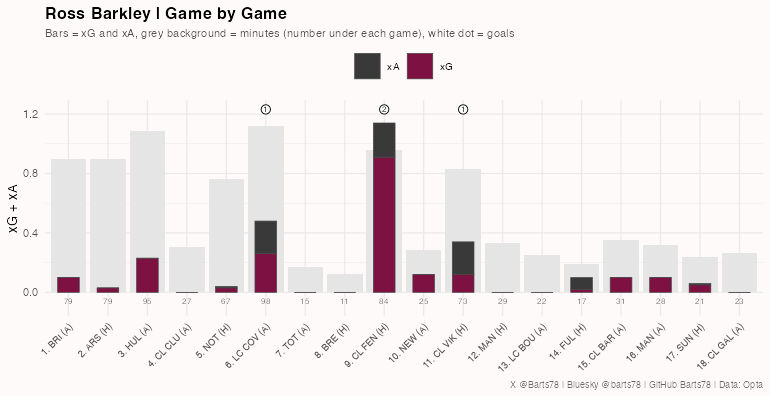 Ross Barkley | Game by Game
Bars = xG and xA, grey background = minutes (number under each game), white dot = goals
xA xG
1 2 1
1.2
0.8
0.4
0.0
xG + xA
79 79 95 27 67 98 15 11 84 25 73 29 22 17 31 28 21 23
1. BRI (A)
2. ARS (H)
3. HUL (A)
4. CL CLU (A)
5. NOT (H)
6. LC COV (A)
7. TOT (A)
8. BRE (H)
9. CL FEN (H)
10. NEW (A)
11. CL VIK (H)
12. MAN (H)
13. LC BOU (A)
14. FUL (H)
15. CL BAR (A)
16. MAN (A)
17. SUN (H)
18. CL GAL (A)
X @Barts78 | Bluesky @barts78 | GitHub Barts78 | Data: Opta